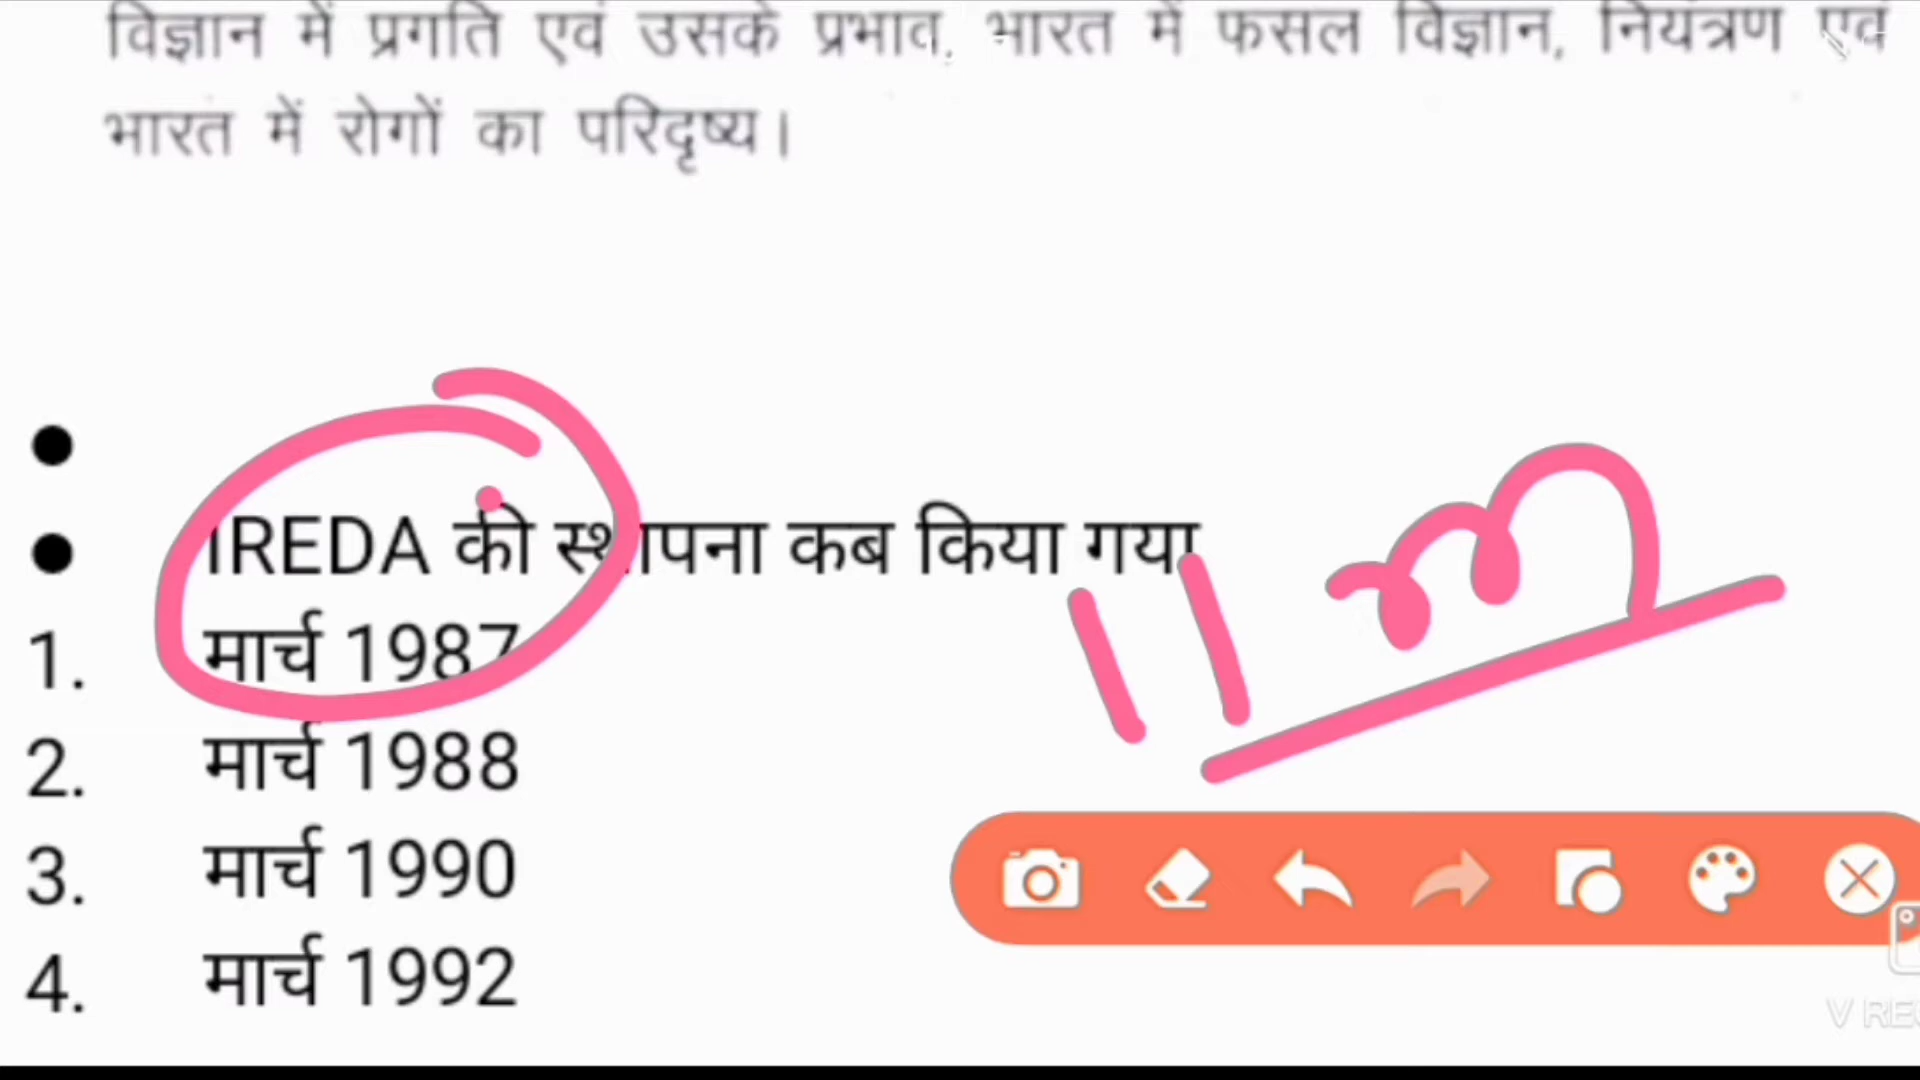 विज्ञान में प्रगति एवं उसके प्रभाव, भारत में फसल विज्ञान, नियंत्रण एवं
भारत में रोगों का परिदृष्य।
IREDA की स्थापना कब किया गया
1. मार्च 1987
2. मार्च 1988
3. मार्च 1990
4. मार्च 1992
V REC